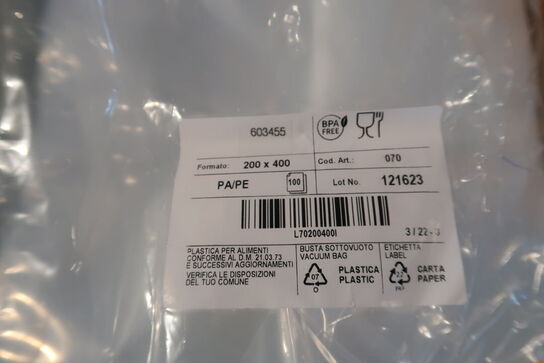 603455
BPA
FREE
Formato: 200 x 400
Cod. Art.: 070
PA/PE
100
Lot No. 121623
L70200400I
PLASTICA PER ALIMENTI
CONFORME AL D.M. 21.03.73
E SUCCESSIVI AGGIORNAMENTI
VERIFICA LE DISPOSIZIONI
DEL TUO COMUNE
BUSTA SOTTOVUOTO
VACUUM BAG
07
O
PLASTICA
PLASTIC
ETICHETTA
LABEL
CARTA
PAPER